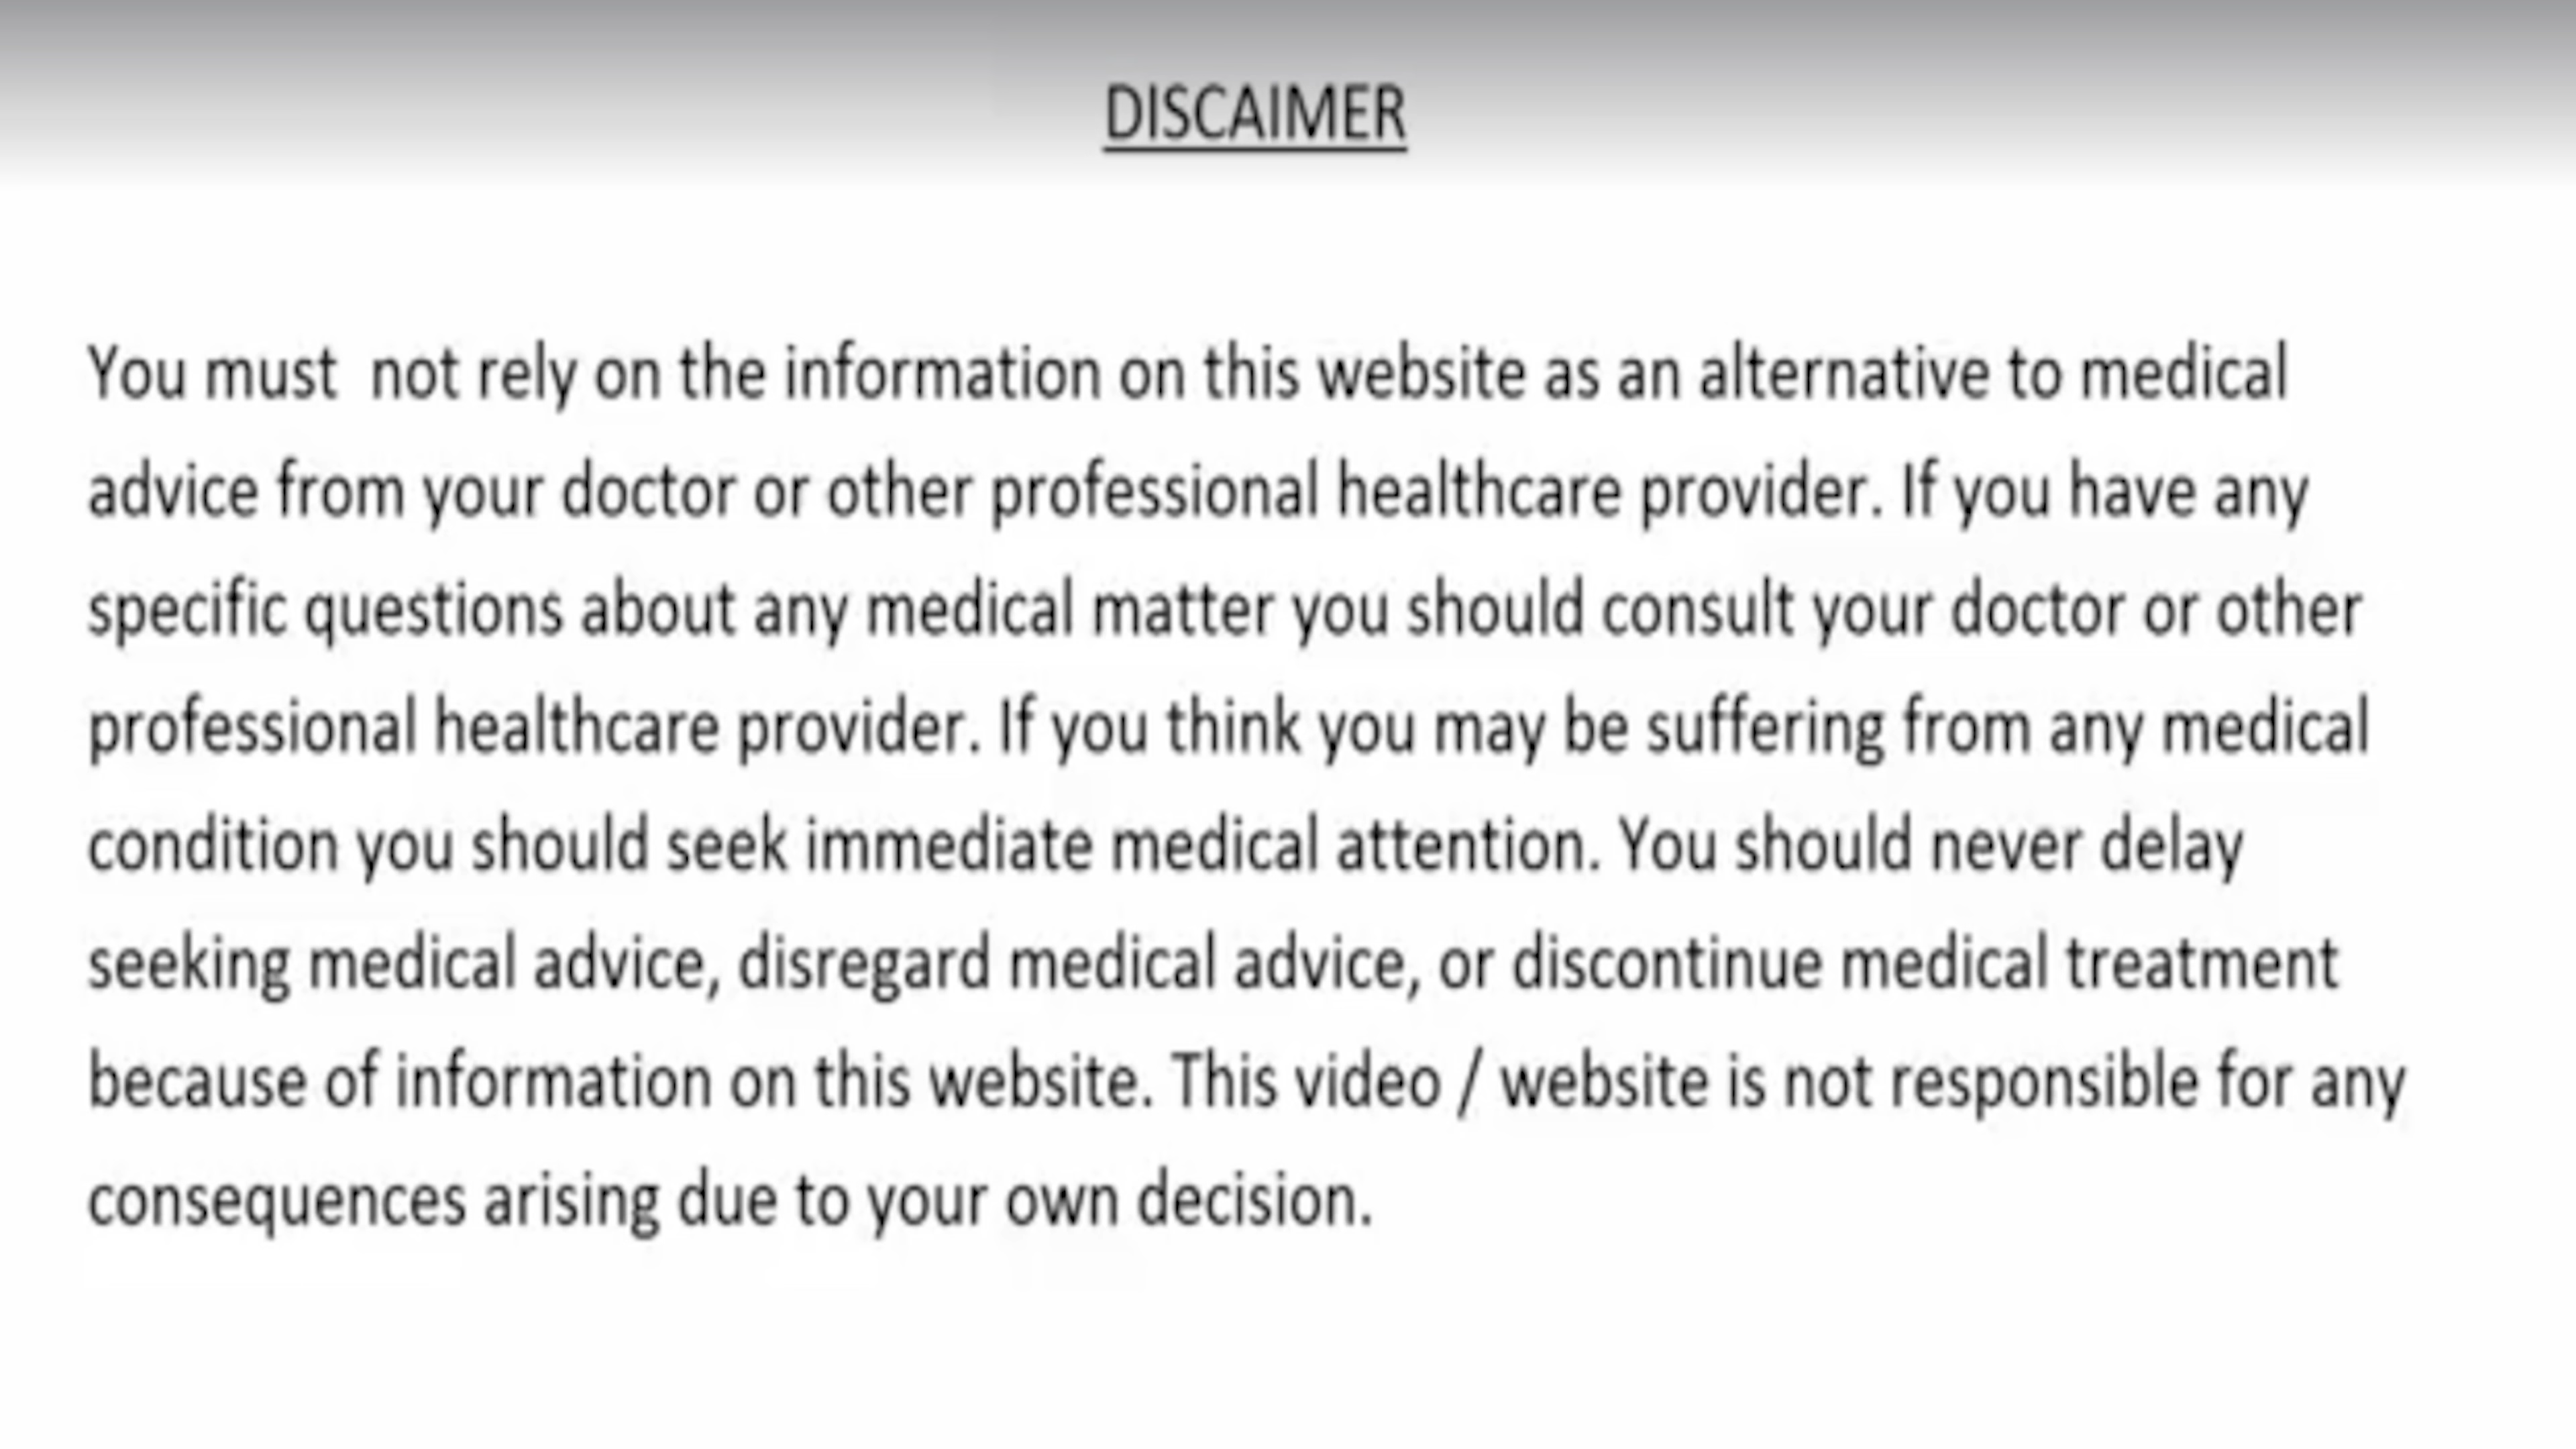 DISCAIMER
You must  not rely on the information on this website as an alternative to medical
advice from your doctor or other professional healthcare provider. If you have any
specific questions about any medical matter you should consult your doctor or other
professional healthcare provider. If you think you may be suffering from any medical
condition you should seek immediate medical attention. You should never delay
seeking medical advice, disregard medical advice, or discontinue medical treatment
because of information on this website. This video / website is not responsible for any
consequences arising due to your own decision.